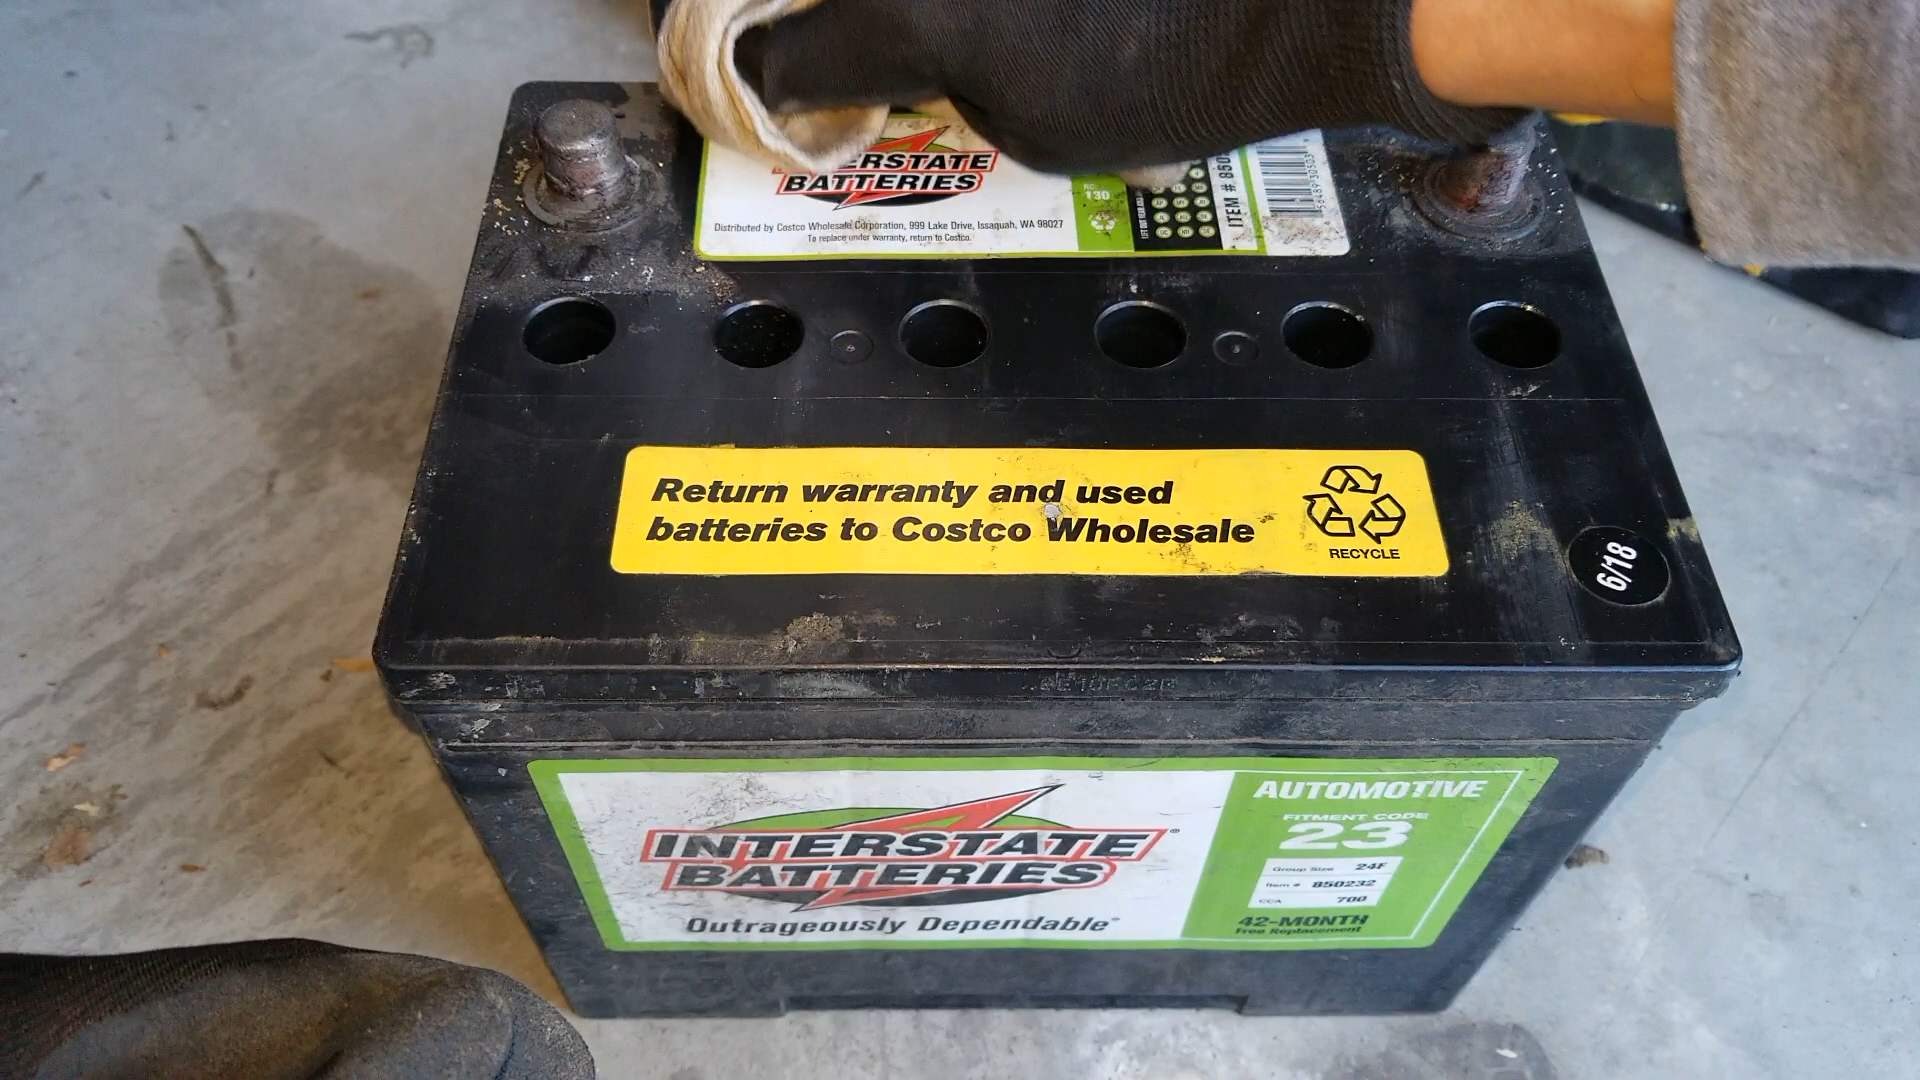 ERSTATE
BATTERIES
RC:
130
ITEM # 850
Distributed by Costco Wholesale Corporation, 999 Lake Drive, Issaquah, WA 98027
To replace under warranty, return to Costco.
Return warranty and used
batteries to Costco Wholesale
RECYCLE
6/18
INTERSTATE
BATTERIES
Outrageously Dependable
AUTOMOTIVE
FITMENT CODE
23
Group Size 24F
Item # 850232
CCA 700
42-MONTH
Free Replacement